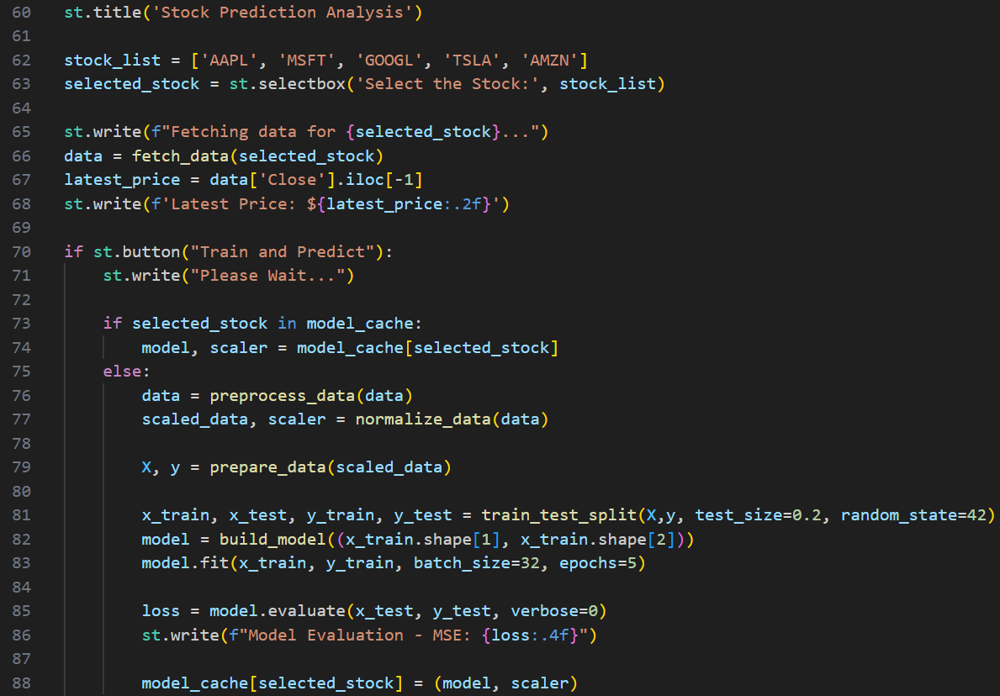 60 st.title('Stock Prediction Analysis')
61
62 stock_list = ['AAPL', 'MSFT', 'GOOGL', 'TSLA', 'AMZN']
63 selected_stock = st.selectbox('Select the Stock:', stock_list)
64
65 st.write(f"Fetching data for {selected_stock}...")
66 data = fetch_data(selected_stock)
67 latest_price = data['Close'].iloc[-1]
68 st.write(f'Latest Price: ${latest_price:.2f}')
69
70 if st.button("Train and Predict"):
71     st.write("Please Wait...")
72
73     if selected_stock in model_cache:
74         model, scaler = model_cache[selected_stock]
75     else:
76         data = preprocess_data(data)
77         scaled_data, scaler = normalize_data(data)
78
79         X, y = prepare_data(scaled_data)
80
81         x_train, x_test, y_train, y_test = train_test_split(X,y, test_size=0.2, random_state=42)
82         model = build_model((x_train.shape[1], x_train.shape[2]))
83         model.fit(x_train, y_train, batch_size=32, epochs=5)
84
85         loss = model.evaluate(x_test, y_test, verbose=0)
86         st.write(f"Model Evaluation - MSE: {loss:.4f}")
87
88         model_cache[selected_stock] = (model, scaler)